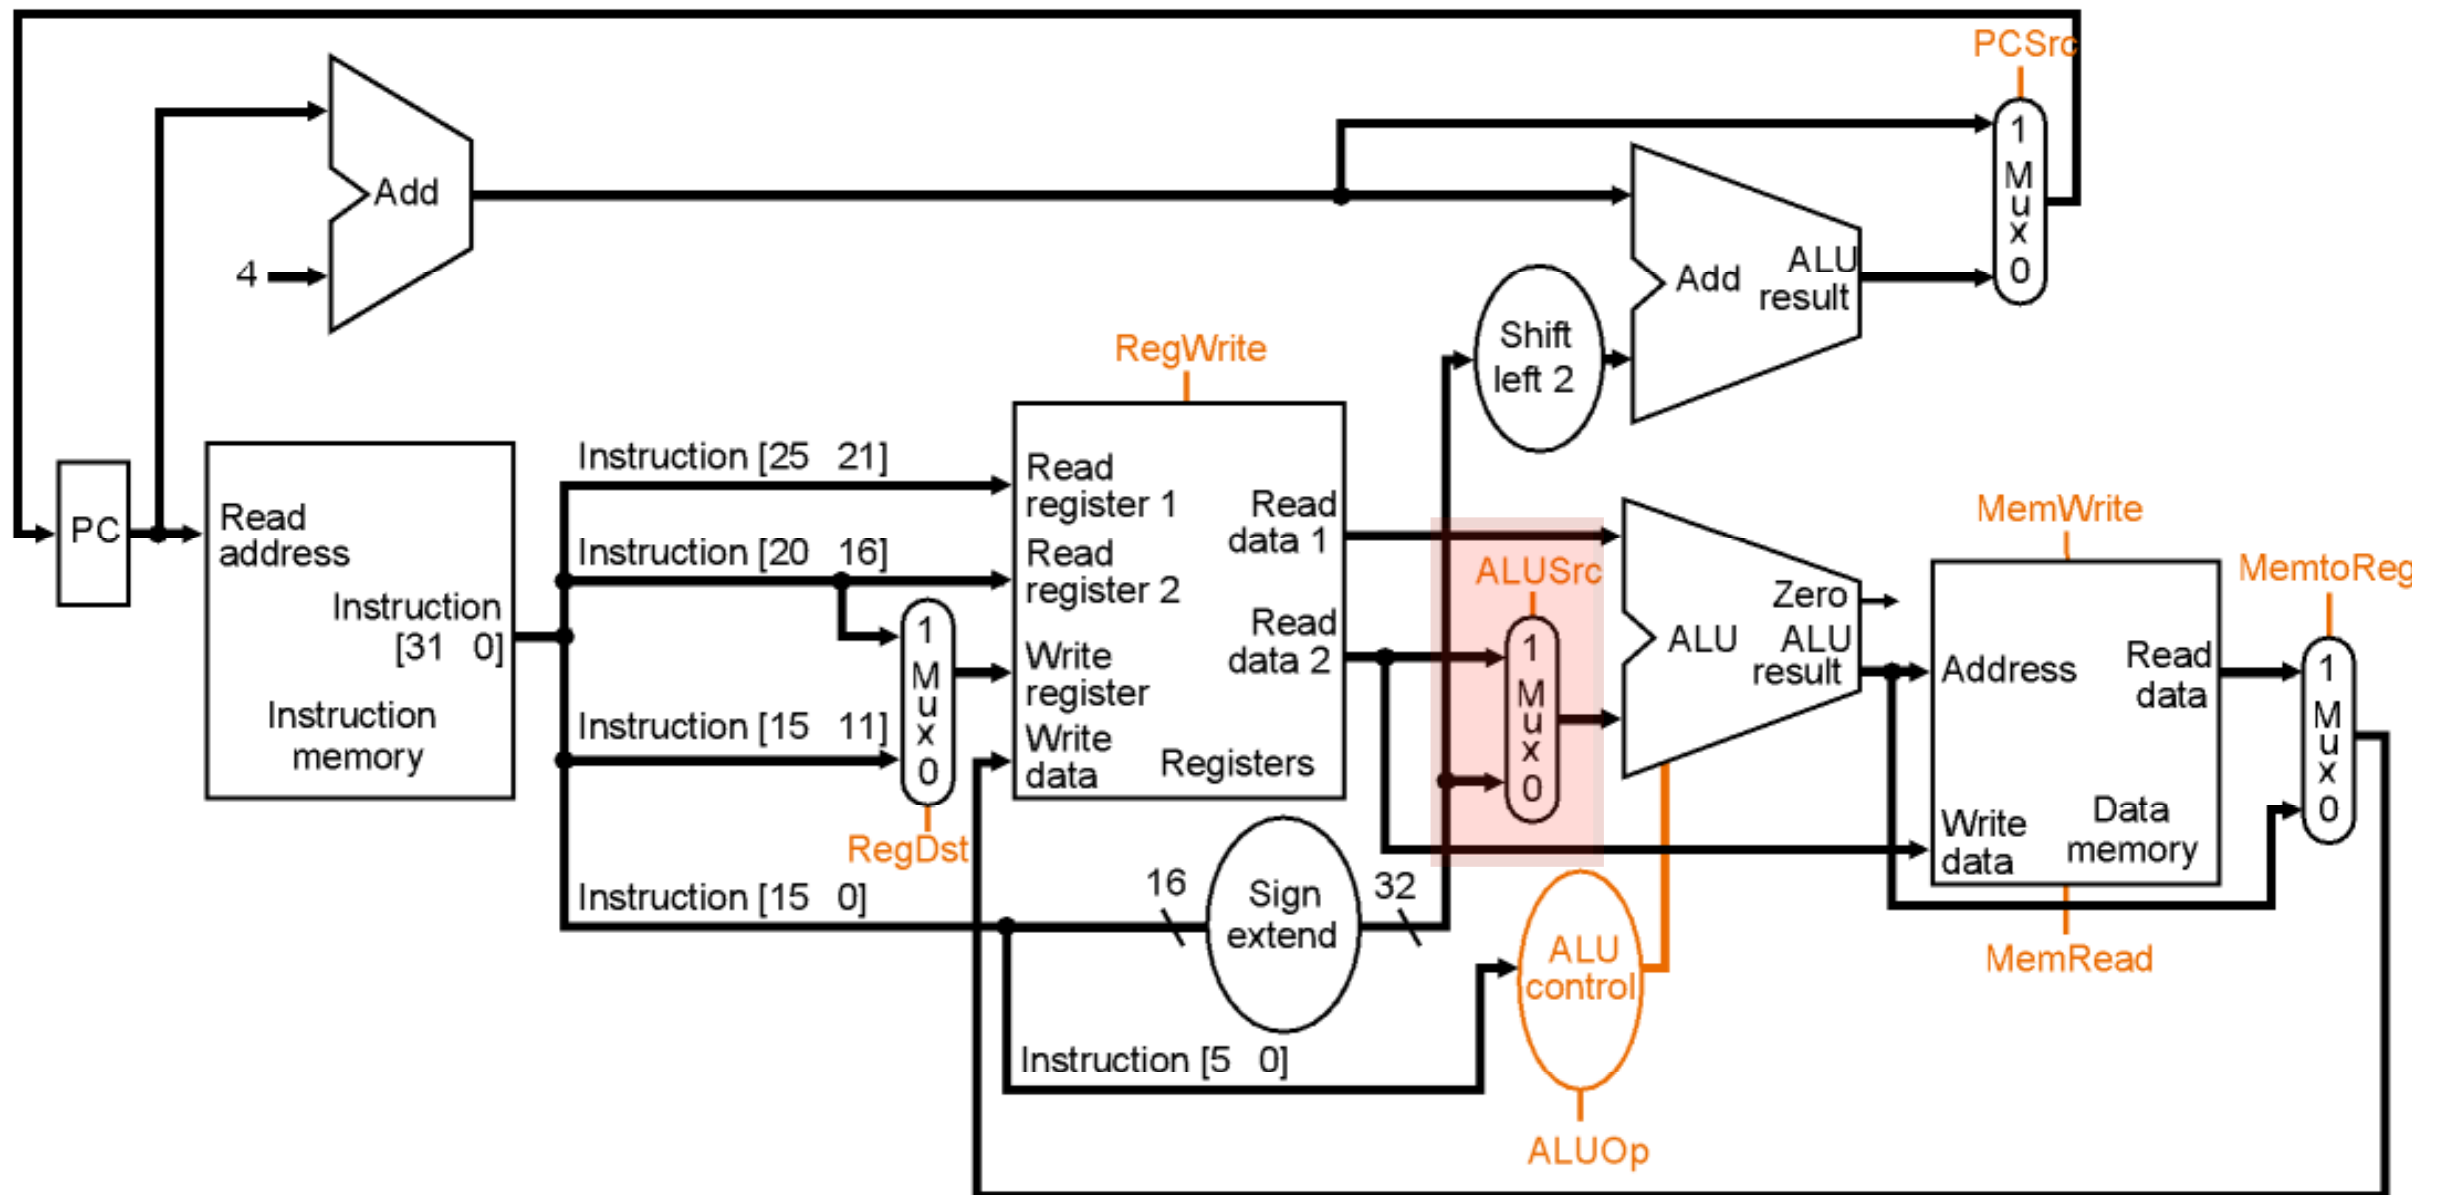 PCSrc
1
M
u
x
0
Add
4
Add
ALU
result
Shift
left 2
RegWrite
PC
Read
address
Instruction
[31 0]
Instruction
memory
Instruction [25 21]
Instruction [20 16]
Instruction [15 11]
Instruction [15 0]
1
M
u
x
0
RegDst
Read
register 1
Read
register 2
Write
register
Write
data
Read
data 1
Read
data 2
Registers
16
Sign
extend
32
Instruction [5 0]
ALUSrc
1
M
u
x
0
Zero
ALU
ALU
result
ALU
control
ALUOp
MemWrite
Address
Read
data
Write
data
Data
memory
MemRead
MemtoReg
1
M
u
x
0